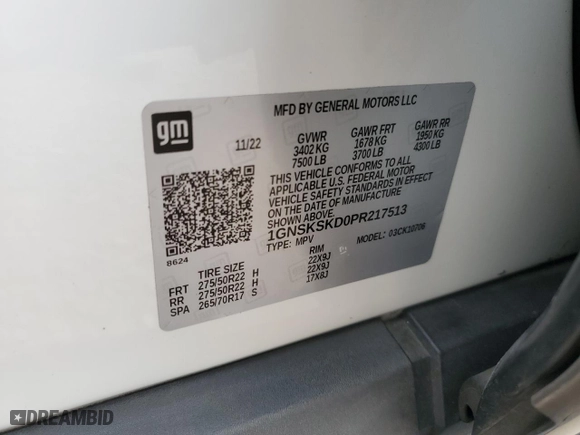 MFD BY GENERAL MOTORS LLC
gm
11/22
GVWR GAWR FRT GAWR RR
3402 KG 1678 KG 1950 KG
7500 LB 3700 LB 4300 LB
THIS VEHICLE CONFORMS TO ALL
APPLICABLE U.S. FEDERAL MOTOR
VEHICLE SAFETY STANDARDS IN EFFECT
ON THE DATE OF MANUFACTURE
SHOWN ABOVE.
1GNSKSKD0PR217513
TYPE: MPV MODEL: 03CK10706
8624
TIRE SIZE RIM
FRT 275/50R22 H 22X9J
RR 275/50R22 H 22X9J
SPA 265/70R17 S 17X8J
DREAMBID